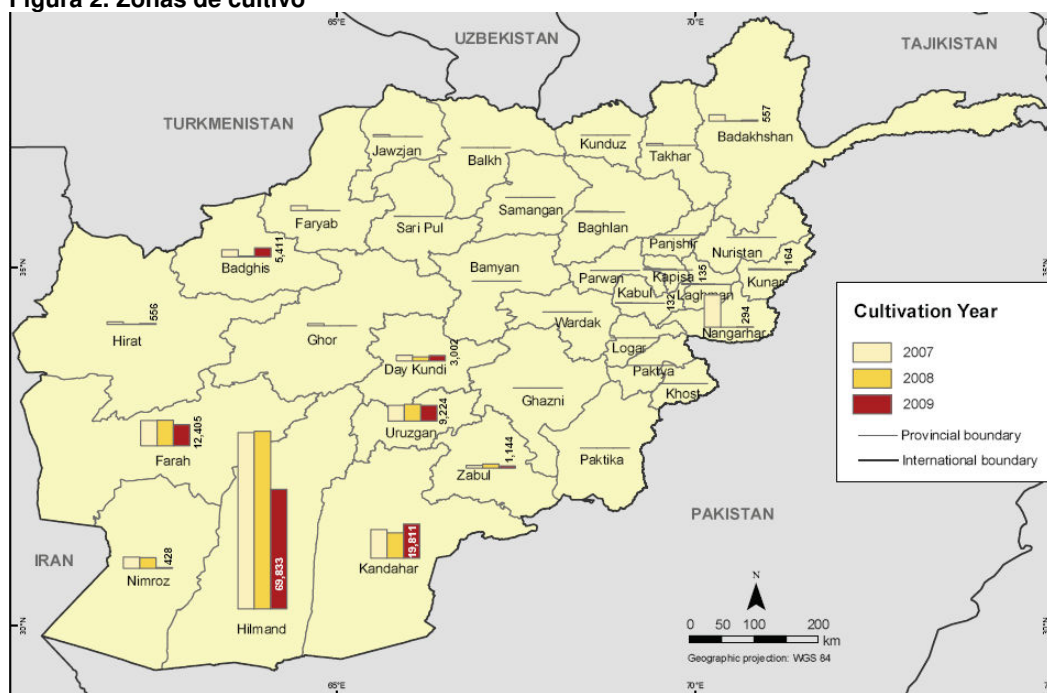 Figura 2. Zonas de cultivo
65°E
70°E
UZBEKISTAN
TAJIKISTAN
TURKMENISTAN
Jawzjan
Balkh
Kunduz
Takhar
557
Badakhshan
Faryab
Sari Pul
Samangan
Baghlan
5,411
Badghis
35°N
35°N
Panjshir
Nuristan
164
Bamyan
Parwan
Kapisa
135
Kunar
Kabul
132
Laghman
556
Hirat
Ghor
Wardak
294
Nangarhar
Logar
3,002
Day Kundi
Paktya
Khost
Ghazni
9,224
Uruzgan
12,405
Farah
1,144
Zabul
Paktika
Cultivation Year
2007
2008
2009
Provincial boundary
International boundary
PAKISTAN
IRAN
428
Nimroz
69,833
Hilmand
19,811
Kandahar
N
0 50 100 150 200
km
Geographic projection: WGS 84
30°N
30°N
65°E
70°E